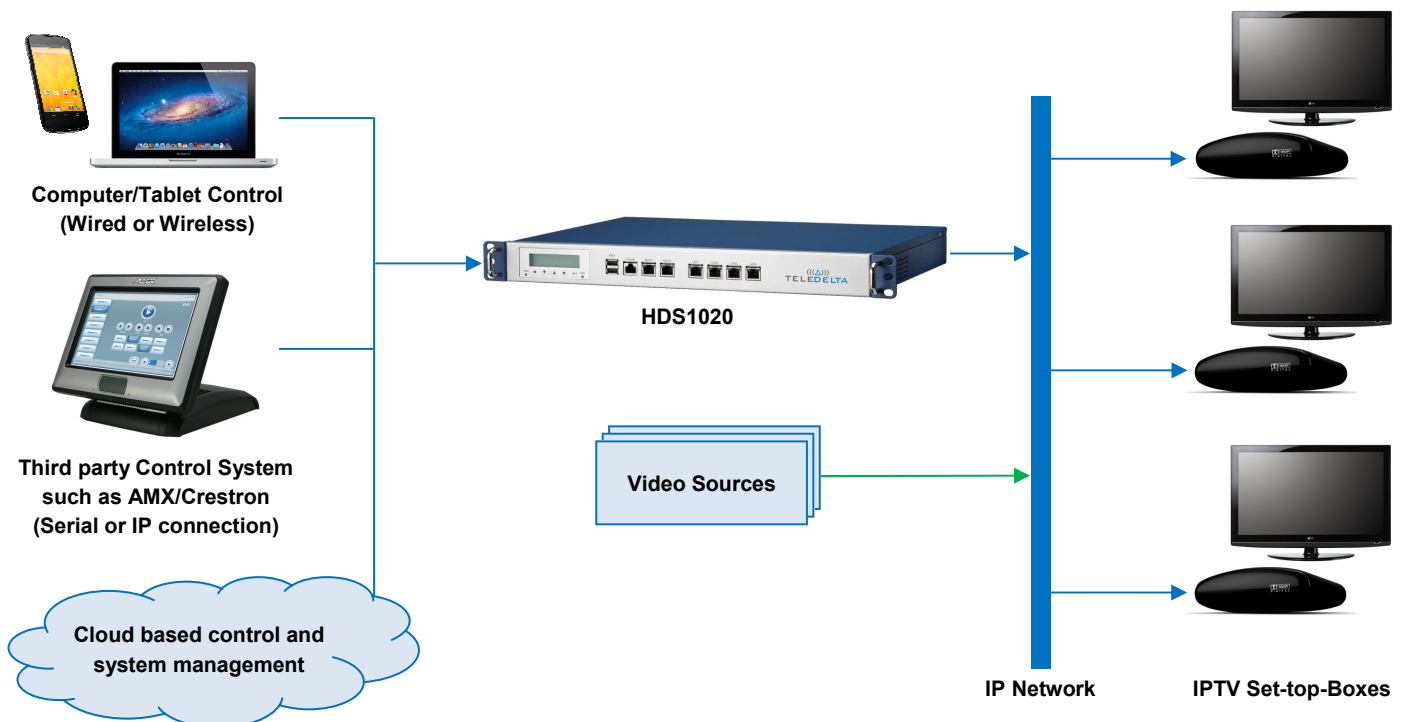 Computer/Tablet Control
(Wired or Wireless)
Third party Control System
such as AMX/Crestron
(Serial or IP connection)
Cloud based control and
system management
TELEDELTA
HDS1020
Video Sources
IP Network
IPTV Set-top-Boxes